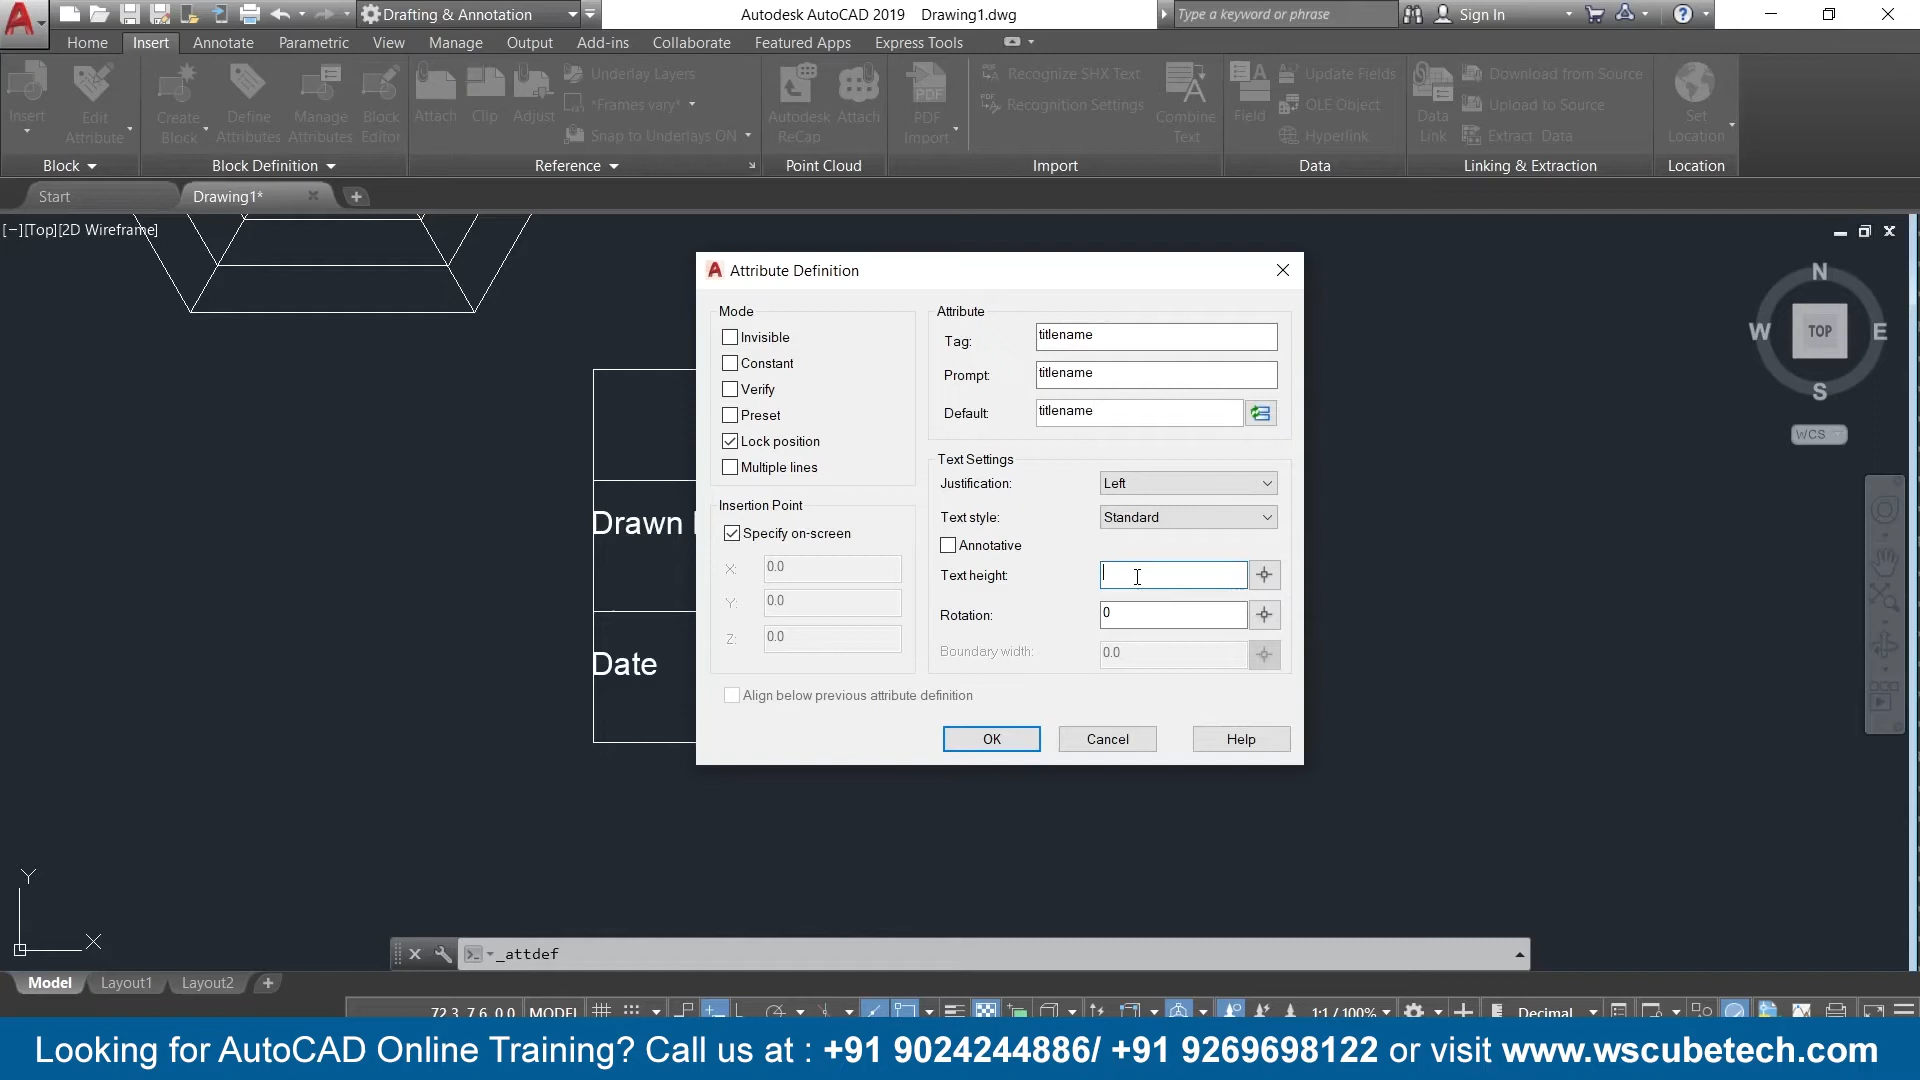 Drafting & Annotation
Autodesk AutoCAD 2019 Drawing1.dwg
Type a keyword or phrase
Sign In
Home Insert Annotate Parametric View Manage Output Add-ins Collaborate Featured Apps Express Tools
Insert
Edit Attribute
Create Block
Define Attributes
Manage Attributes
Block Editor
Attach
Clip
Adjust
Underlay Layers
*Frames vary*
Snap to Underlays ON
Autodesk ReCap
Attach
PDF
PDF Import
Recognize SHX Text
Recognition Settings
Combine Text
Field
Update Fields
OLE Object
Hyperlink
Data Link
Download from Source
Upload to Source
Extract Data
Set Location
Block Block Definition Reference Point Cloud Import Data Linking & Extraction Location
Start Drawing1*
[−][Top][2D Wireframe]
N
W TOP E
S
WCS
Drawn
Date
Attribute Definition
Mode
Invisible
Constant
Verify
Preset
Lock position
Multiple lines
Insertion Point
Specify on-screen
X: 0.0
Y: 0.0
Z: 0.0
Attribute
Tag: titlename
Prompt: titlename
Default: titlename
Text Settings
Justification: Left
Text style: Standard
Annotative
Text height:
Rotation: 0
Boundary width: 0.0
Align below previous attribute definition
OK Cancel Help
Y
X
_attdef
Model Layout1 Layout2
72.3, 7.6, 0.0 MODEL 1:1 / 100% Decimal
Looking for AutoCAD Online Training? Call us at : +91 9024244886/ +91 9269698122 or visit www.wscubetech.com